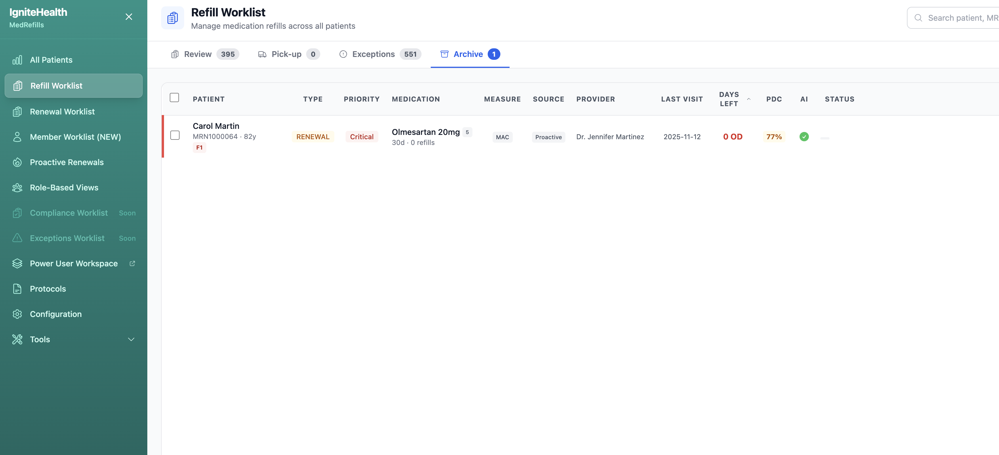 IgniteHealth
MedRefills
All Patients
Refill Worklist
Renewal Worklist
Member Worklist (NEW)
Proactive Renewals
Role-Based Views
Compliance Worklist Soon
Exceptions Worklist Soon
Power User Workspace
Protocols
Configuration
Tools
Refill Worklist
Manage medication refills across all patients
Search patient, MR
Review 395 Pick-up 0 Exceptions 551 Archive 1
PATIENT TYPE PRIORITY MEDICATION MEASURE SOURCE PROVIDER LAST VISIT DAYS LEFT PDC AI STATUS
Carol Martin
MRN1000064 · 82y
F1
RENEWAL
Critical
Olmesartan 20mg 5
30d · 0 refills
MAC
Proactive
Dr. Jennifer Martinez
2025-11-12
0 OD
77%